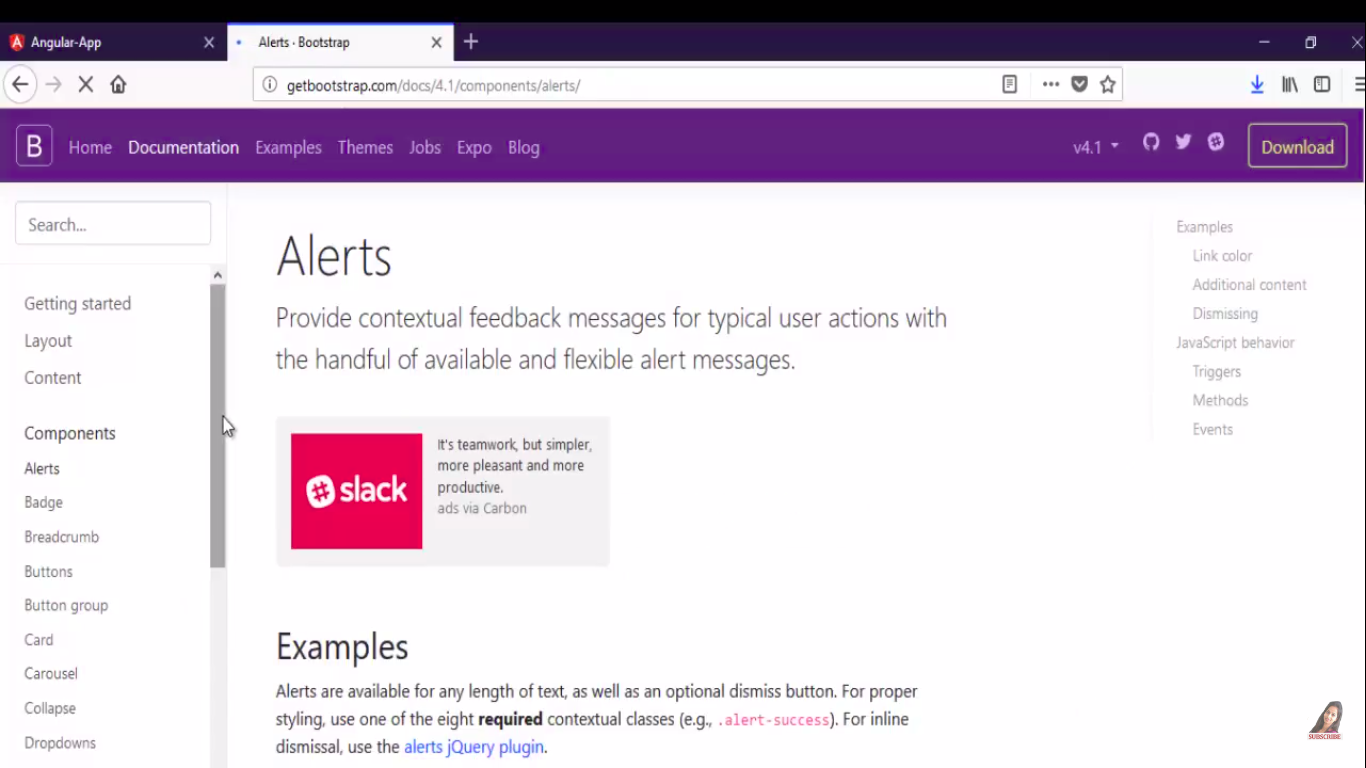 Angular-App
Alerts · Bootstrap
getbootstrap.com/docs/4.1/components/alerts/
B Home Documentation Examples Themes Jobs Expo Blog v4.1 Download
Search...
Getting started
Layout
Content
Components
Alerts
Badge
Breadcrumb
Buttons
Button group
Card
Carousel
Collapse
Dropdowns
Alerts
Provide contextual feedback messages for typical user actions with
the handful of available and flexible alert messages.
slack
It's teamwork, but simpler,
more pleasant and more
productive.
ads via Carbon
Examples
Alerts are available for any length of text, as well as an optional dismiss button. For proper
styling, use one of the eight required contextual classes (e.g., .alert-success). For inline
dismissal, use the alerts jQuery plugin.
Examples
Link color
Additional content
Dismissing
JavaScript behavior
Triggers
Methods
Events
SUBSCRIBE